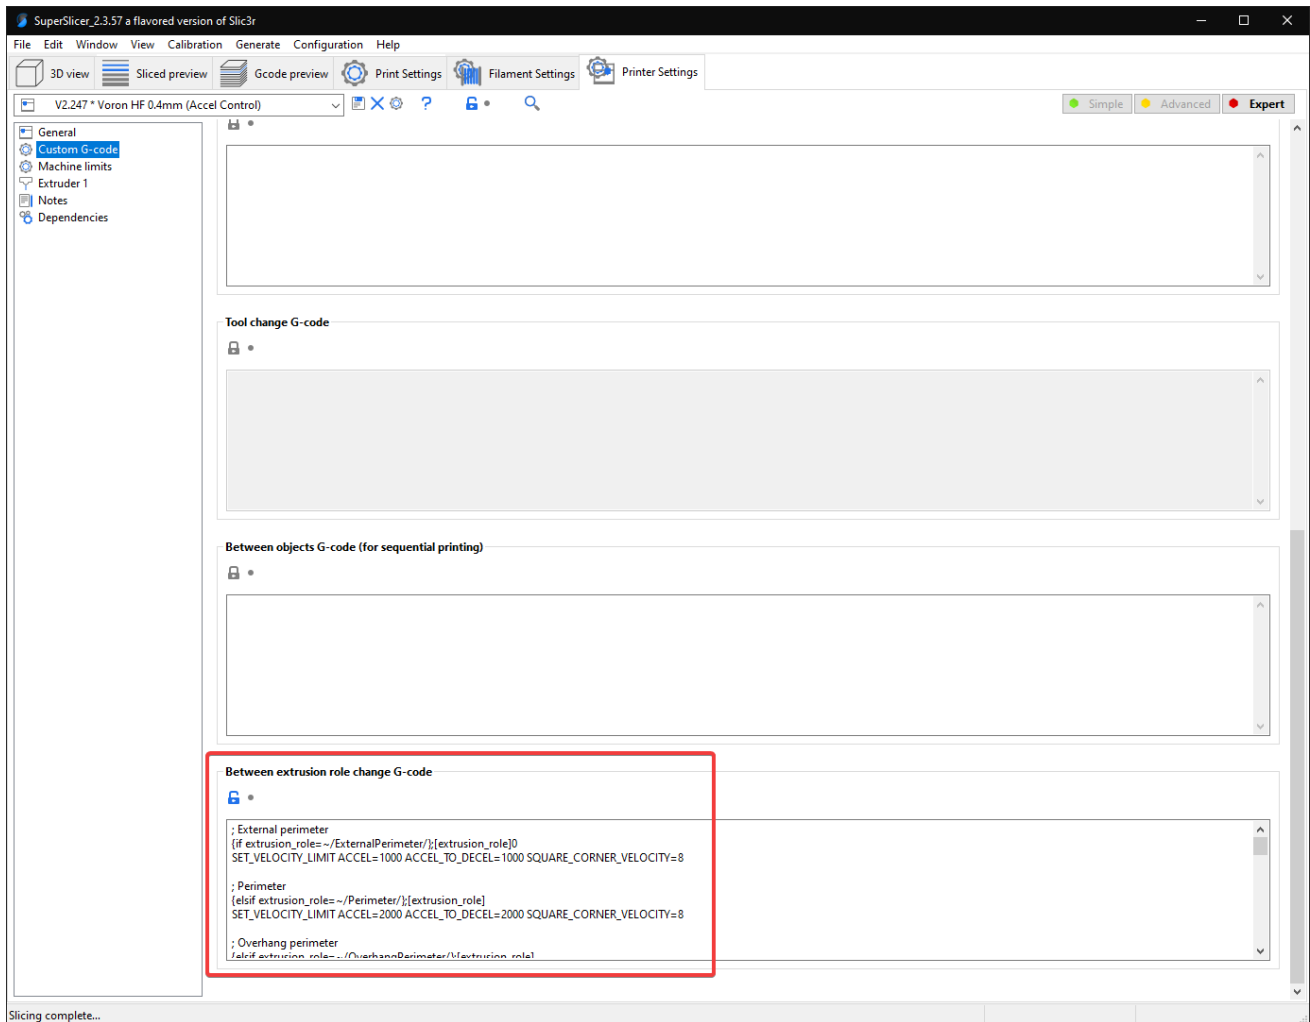 SuperSlicer_2.3.57 a flavored version of Slic3r
File Edit Window View Calibration Generate Configuration Help
3D view Sliced preview Gcode preview Print Settings Filament Settings Printer Settings
V2.247 * Voron HF 0.4mm (Accel Control) ? Simple Advanced Expert
General
Custom G-code
Machine limits
Extruder 1
Notes
Dependencies
Tool change G-code
Between objects G-code (for sequential printing)
Between extrusion role change G-code
; External perimeter
{if extrusion_role=~/ExternalPerimeter/};[extrusion_role]0
SET_VELOCITY_LIMIT ACCEL=1000 ACCEL_TO_DECEL=1000 SQUARE_CORNER_VELOCITY=8
; Perimeter
{elsif extrusion_role=~/Perimeter/};[extrusion_role]
SET_VELOCITY_LIMIT ACCEL=2000 ACCEL_TO_DECEL=2000 SQUARE_CORNER_VELOCITY=8
; Overhang perimeter
{elsif extrusion_role=~/OverhangPerimeter/};[extrusion_role]
Slicing complete...